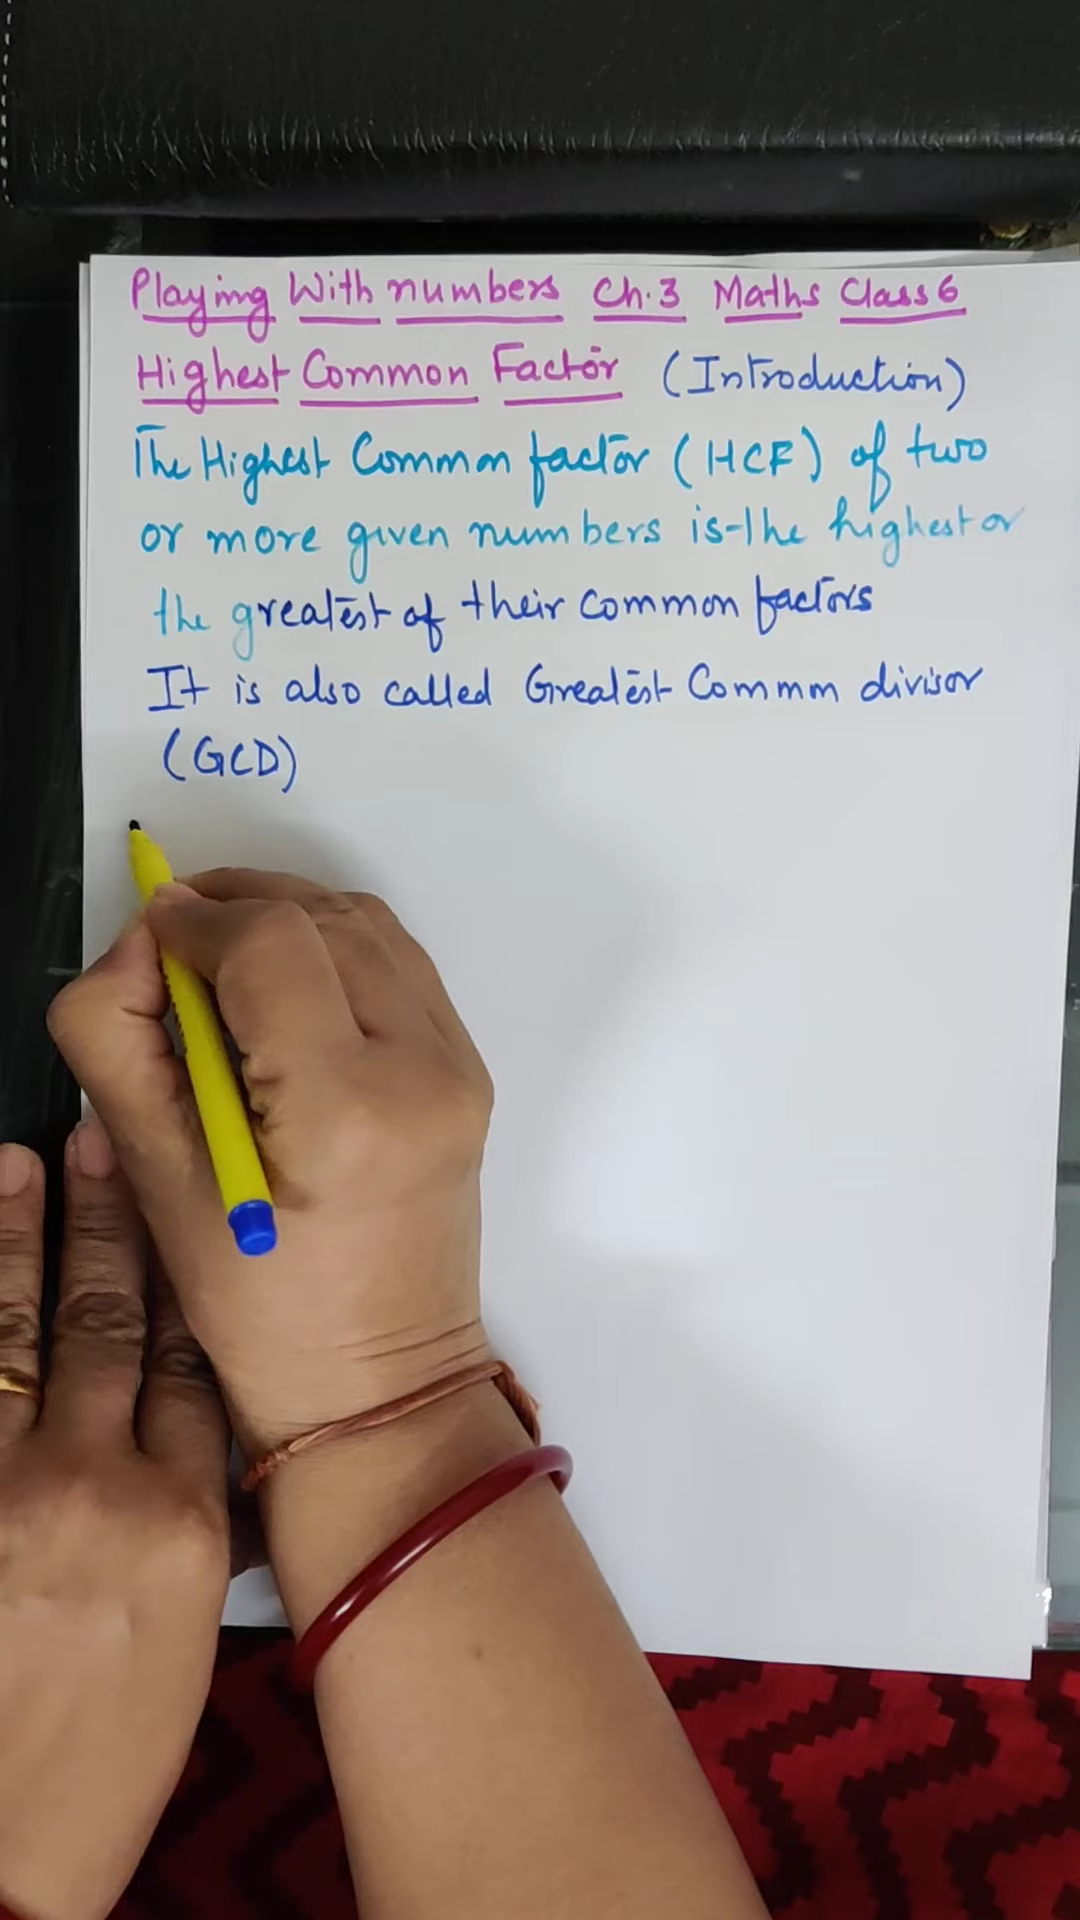 Playing With numbers Ch.3 Maths Class 6
Highest Common Factor (Introduction)
The Highest Common factor (HCF) of two
or more given numbers is the highest or
the greatest of their common factors
It is also called Greatest Common divisor
(GCD)